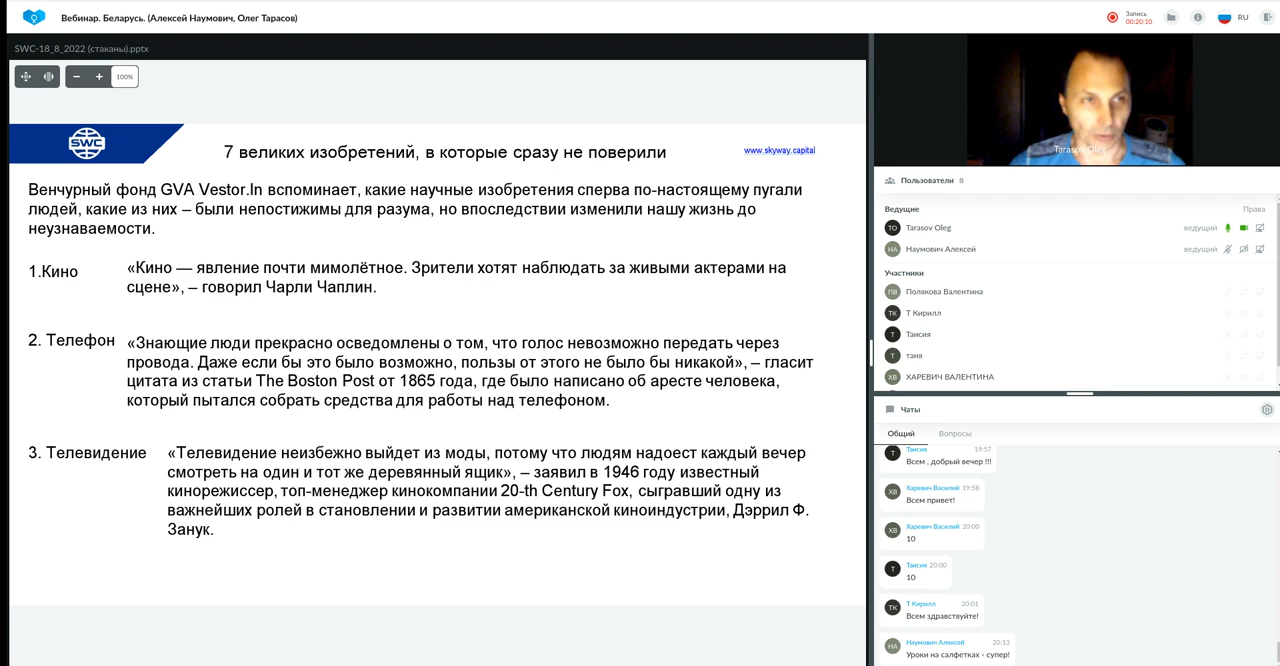 Вебинар. Беларусь. (Алексей Наумович, Олег Тарасов)
Запись
00:20:10
RU
SWC-18_8_2022 (стаканы).pptx
100%
SWC
7 великих изобретений, в которые сразу не поверили
www.skyway.capital
Венчурный фонд GVA Vestor.In вспоминает, какие научные изобретения сперва по-настоящему пугали
людей, какие из них – были непостижимы для разума, но впоследствии изменили нашу жизнь до
неузнаваемости.
1.Кино
«Кино — явление почти мимолётное. Зрители хотят наблюдать за живыми актерами на
сцене», – говорил Чарли Чаплин.
2. Телефон
«Знающие люди прекрасно осведомлены о том, что голос невозможно передать через
провода. Даже если бы это было возможно, пользы от этого не было бы никакой», – гласит
цитата из статьи The Boston Post от 1865 года, где было написано об аресте человека,
который пытался собрать средства для работы над телефоном.
3. Телевидение
«Телевидение неизбежно выйдет из моды, потому что людям надоест каждый вечер
смотреть на один и тот же деревянный ящик», – заявил в 1946 году известный
кинорежиссер, топ-менеджер кинокомпании 20-th Century Fox, сыгравший одну из
важнейших ролей в становлении и развитии американской киноиндустрии, Дэррил Ф.
Занук.
Tarasov Oleg
Пользователи 8
Ведущие Права
TO Tarasov Oleg ведущий
НА Наумович Алексей ведущий
Участники
ПВ Полякова Валентина
ТК Т Кирилл
Т Таисия
Т таня
ХВ ХАРЕВИЧ ВАЛЕНТИНА
Чаты
Общий Вопросы
Т Таисия 19:57
Всем , добрый вечер !!!
ХВ Харевич Василий 19:58
Всем привет!
ХВ Харевич Василий 20:00
10
Т Таисия 20:00
10
ТК Т Кирилл 20:01
Всем здравствуйте!
НА Наумович Алексей 20:13
Уроки на салфетках - супер!